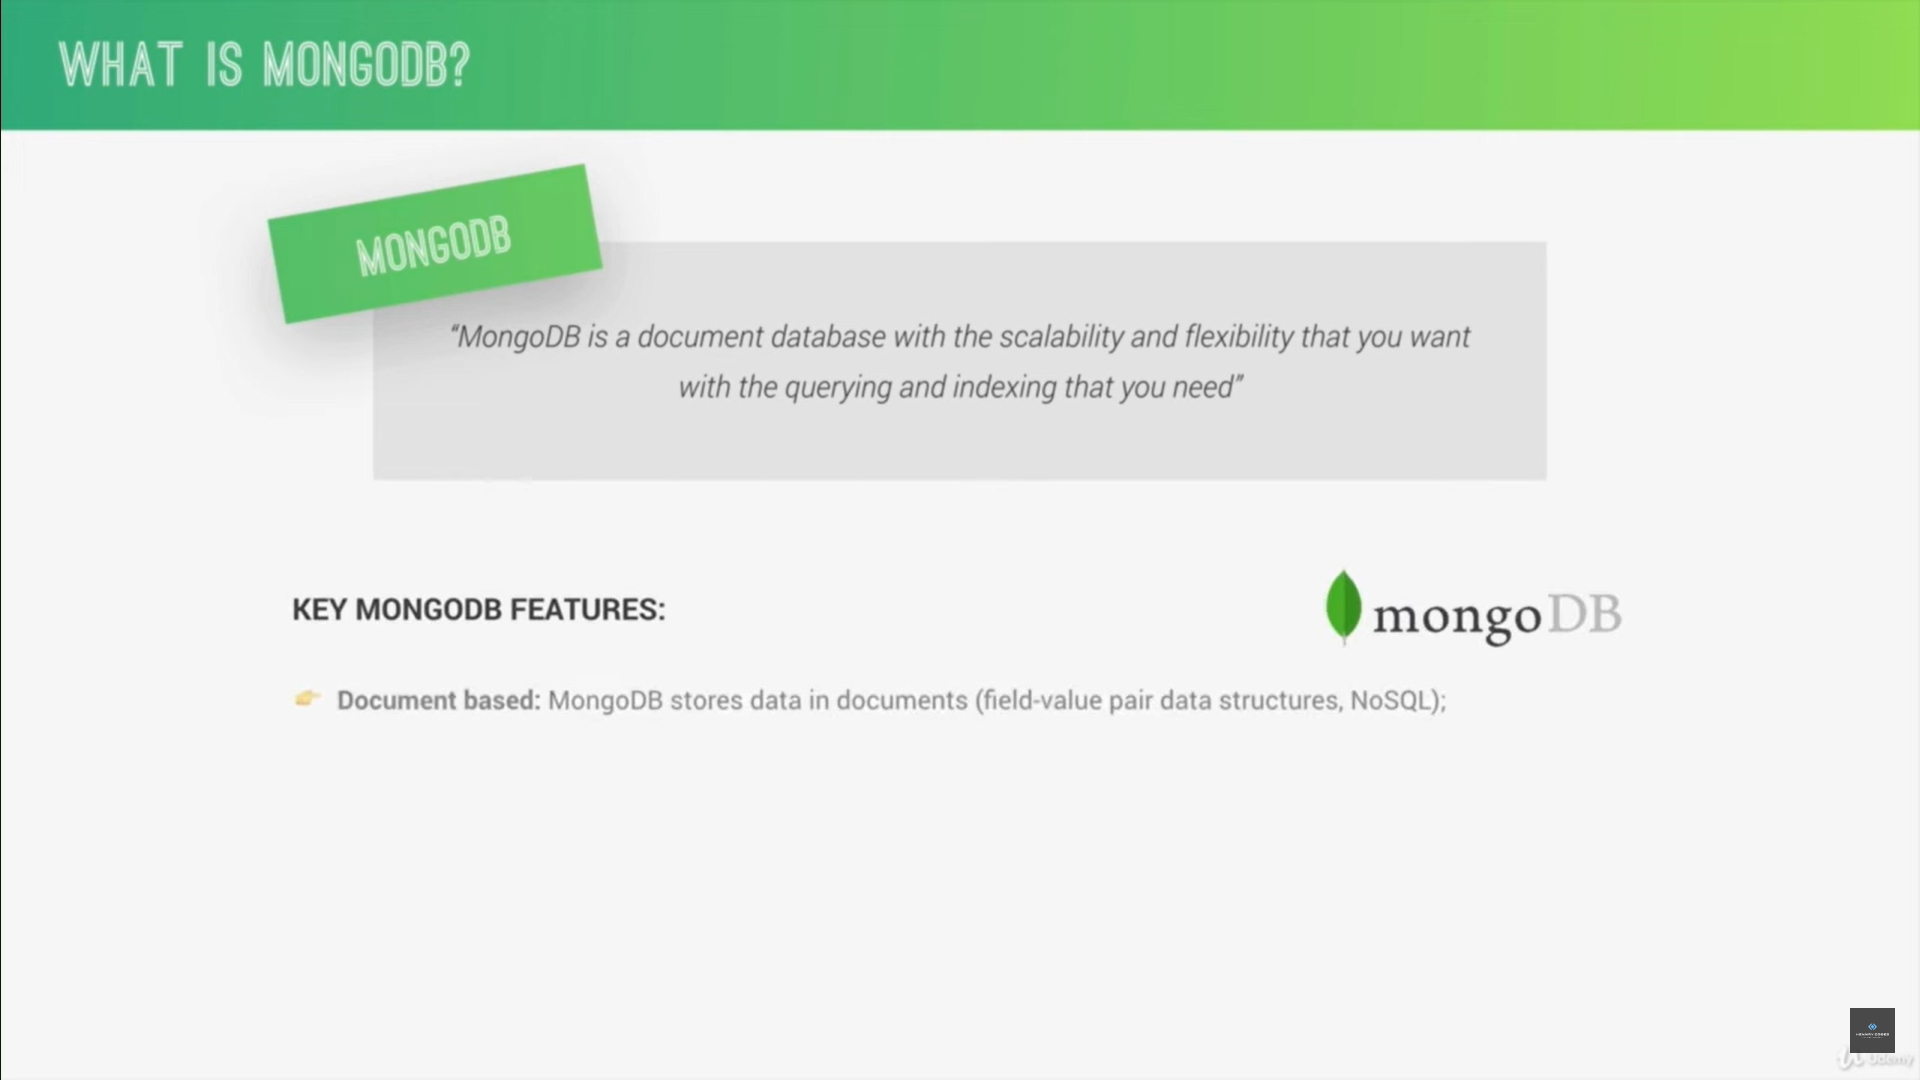 WHAT IS MONGODB?
MONGODB
“MongoDB is a document database with the scalability and flexibility that you want
with the querying and indexing that you need”
KEY MONGODB FEATURES:
mongoDB
👉 Document based: MongoDB stores data in documents (field-value pair data structures, NoSQL);
Udemy